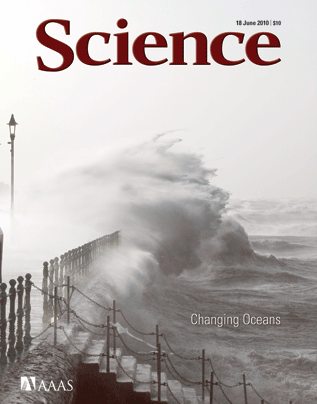 18 June 2010 | $10
Science
Changing Oceans
AAAS